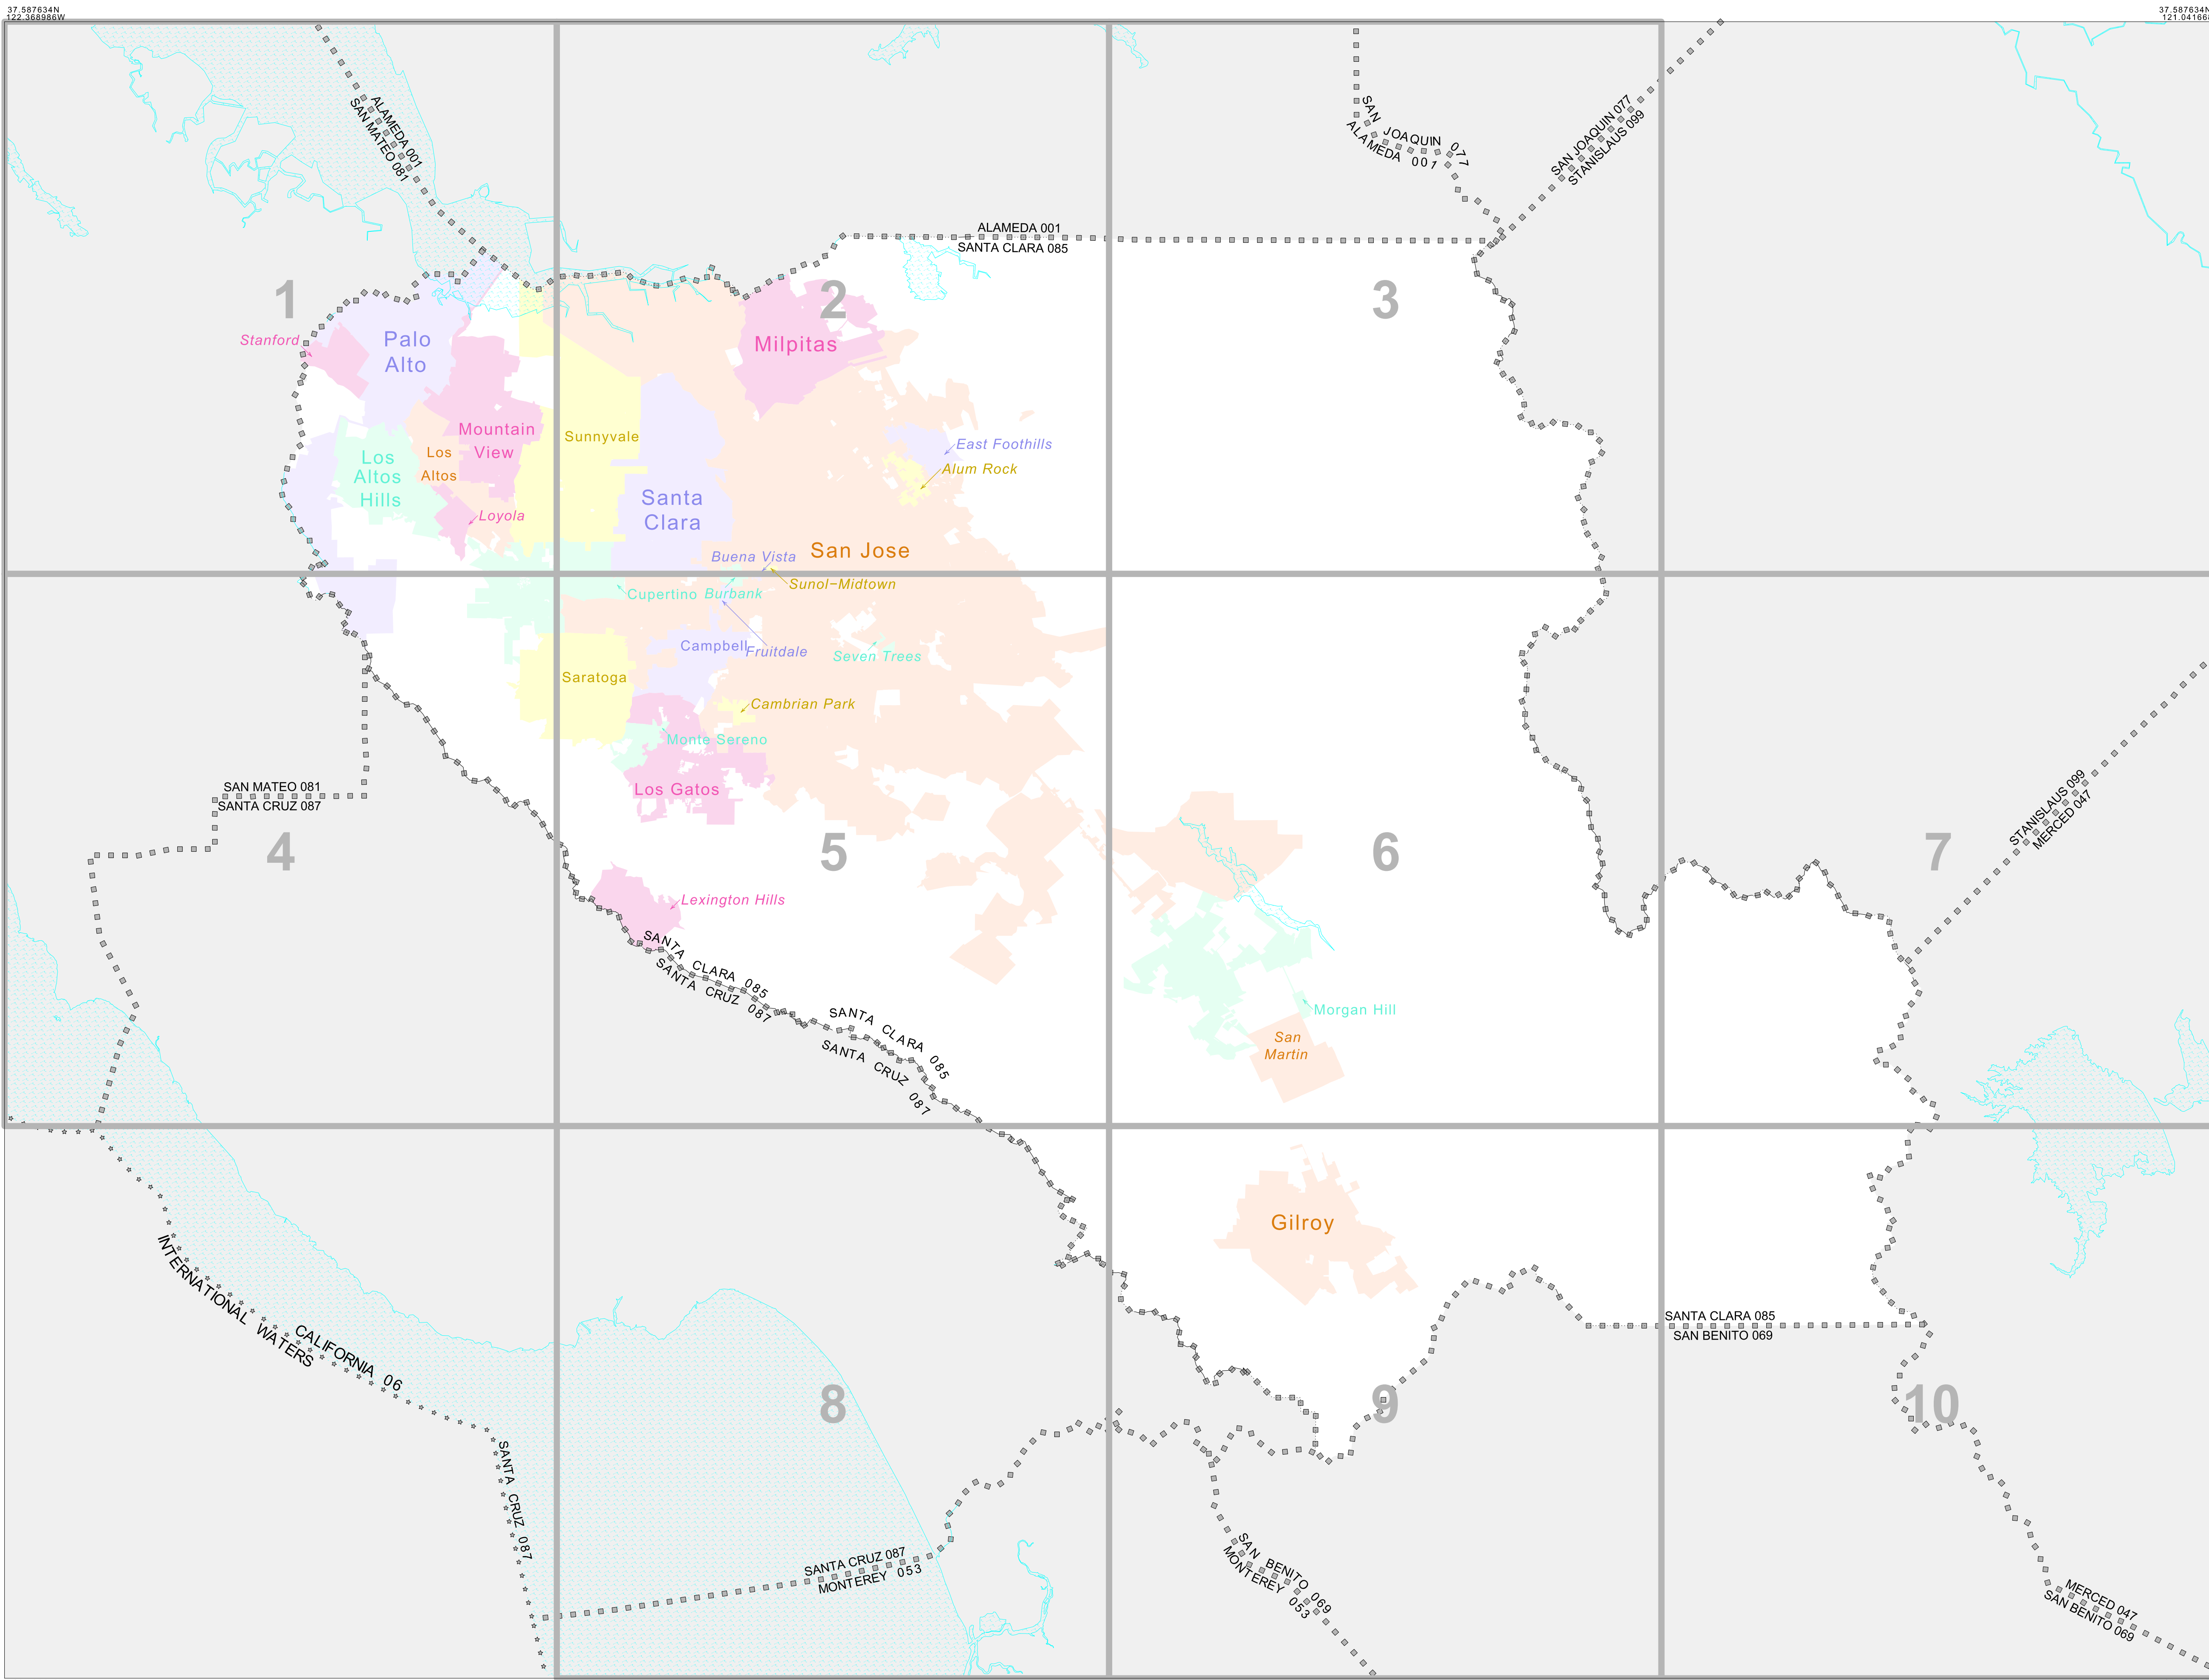 37.587634N
122.368986W
37.587634N
121.041668
ALAMEDA 001
SAN MATEO 081
SAN JOAQUIN 077
ALAMEDA 001
SAN JOAQUIN 077
STANISLAUS 099
ALAMEDA 001
SANTA CLARA 085
1
2
3
Stanford
Palo
Alto
Milpitas
Mountain
View
Sunnyvale
East Foothills
Los
Altos
Hills
Los
Altos
Alum Rock
Santa
Clara
Loyola
San Jose
Buena Vista
Sunol-Midtown
Cupertino
Burbank
Campbell
Fruitdale
Seven Trees
Saratoga
Cambrian Park
Monte Sereno
Los Gatos
SAN MATEO 081
SANTA CRUZ 087
STANISLAUS 099
MERCED 047
4
5
6
7
Lexington Hills
SANTA CLARA 085
SANTA CRUZ 087
SANTA CLARA 085
SANTA CRUZ 087
Morgan Hill
San
Martin
Gilroy
INTERNATIONAL WATERS
CALIFORNIA 06
SANTA CLARA 085
SAN BENITO 069
8
9
10
SANTA CRUZ 087
SANTA CRUZ 087
MONTEREY 053
SAN BENITO 069
MONTEREY 053
MERCED 047
SAN BENITO 069